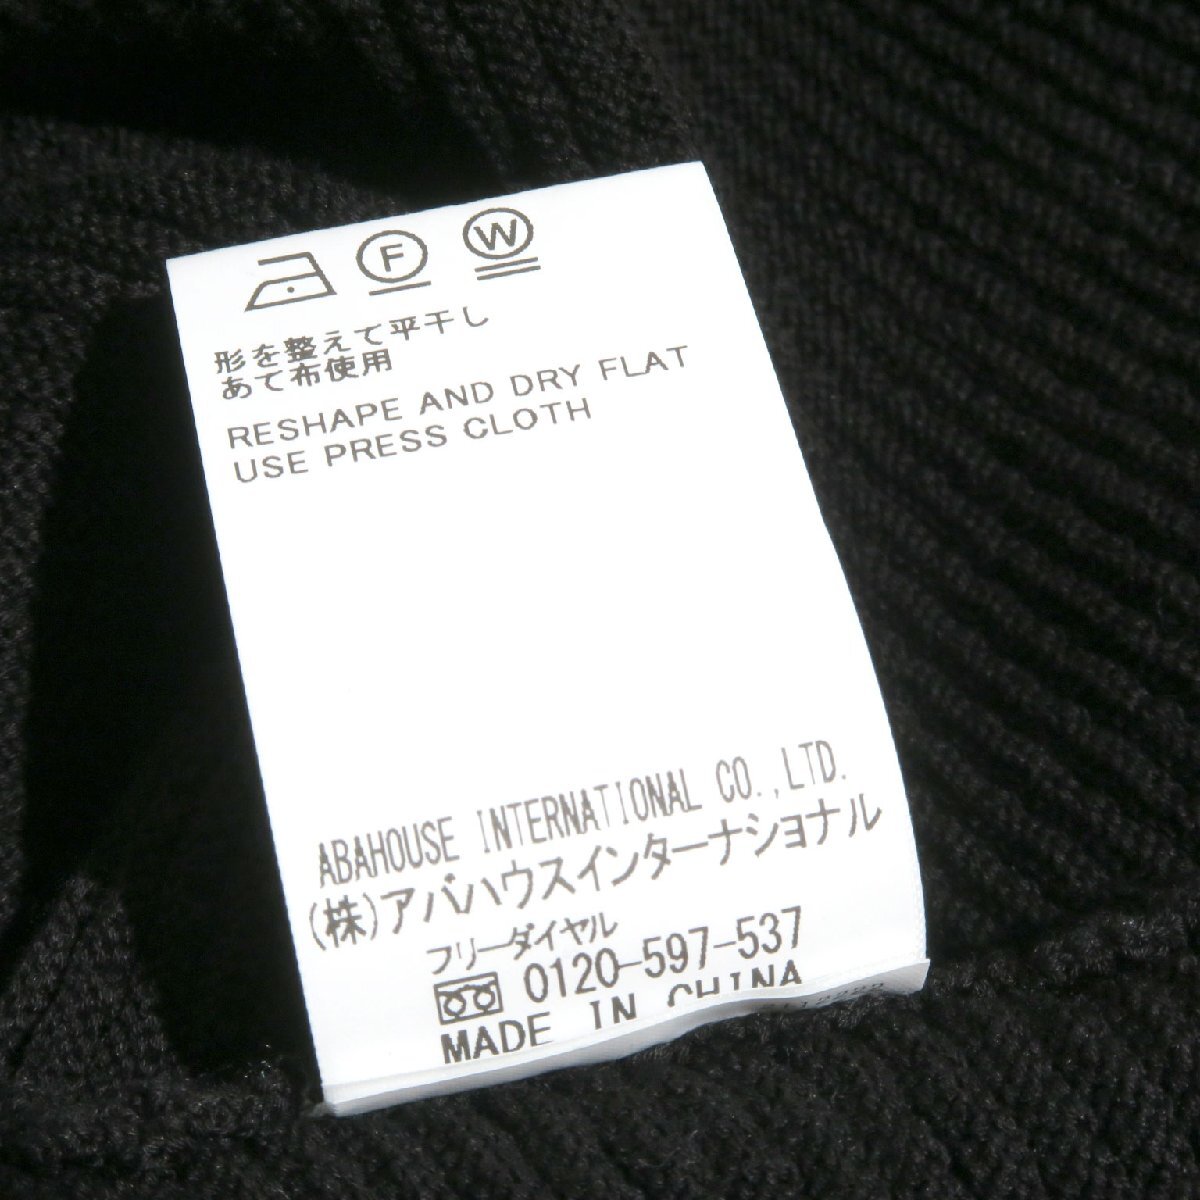 F W
形を整えて平干し
あて布使用
RESHAPE AND DRY FLAT
USE PRESS CLOTH
ABAHOUSE INTERNATIONAL CO.,LTD.
(株)アバハウスインターナショナル
フリーダイヤル
0120-597-537
MADE IN CHINA